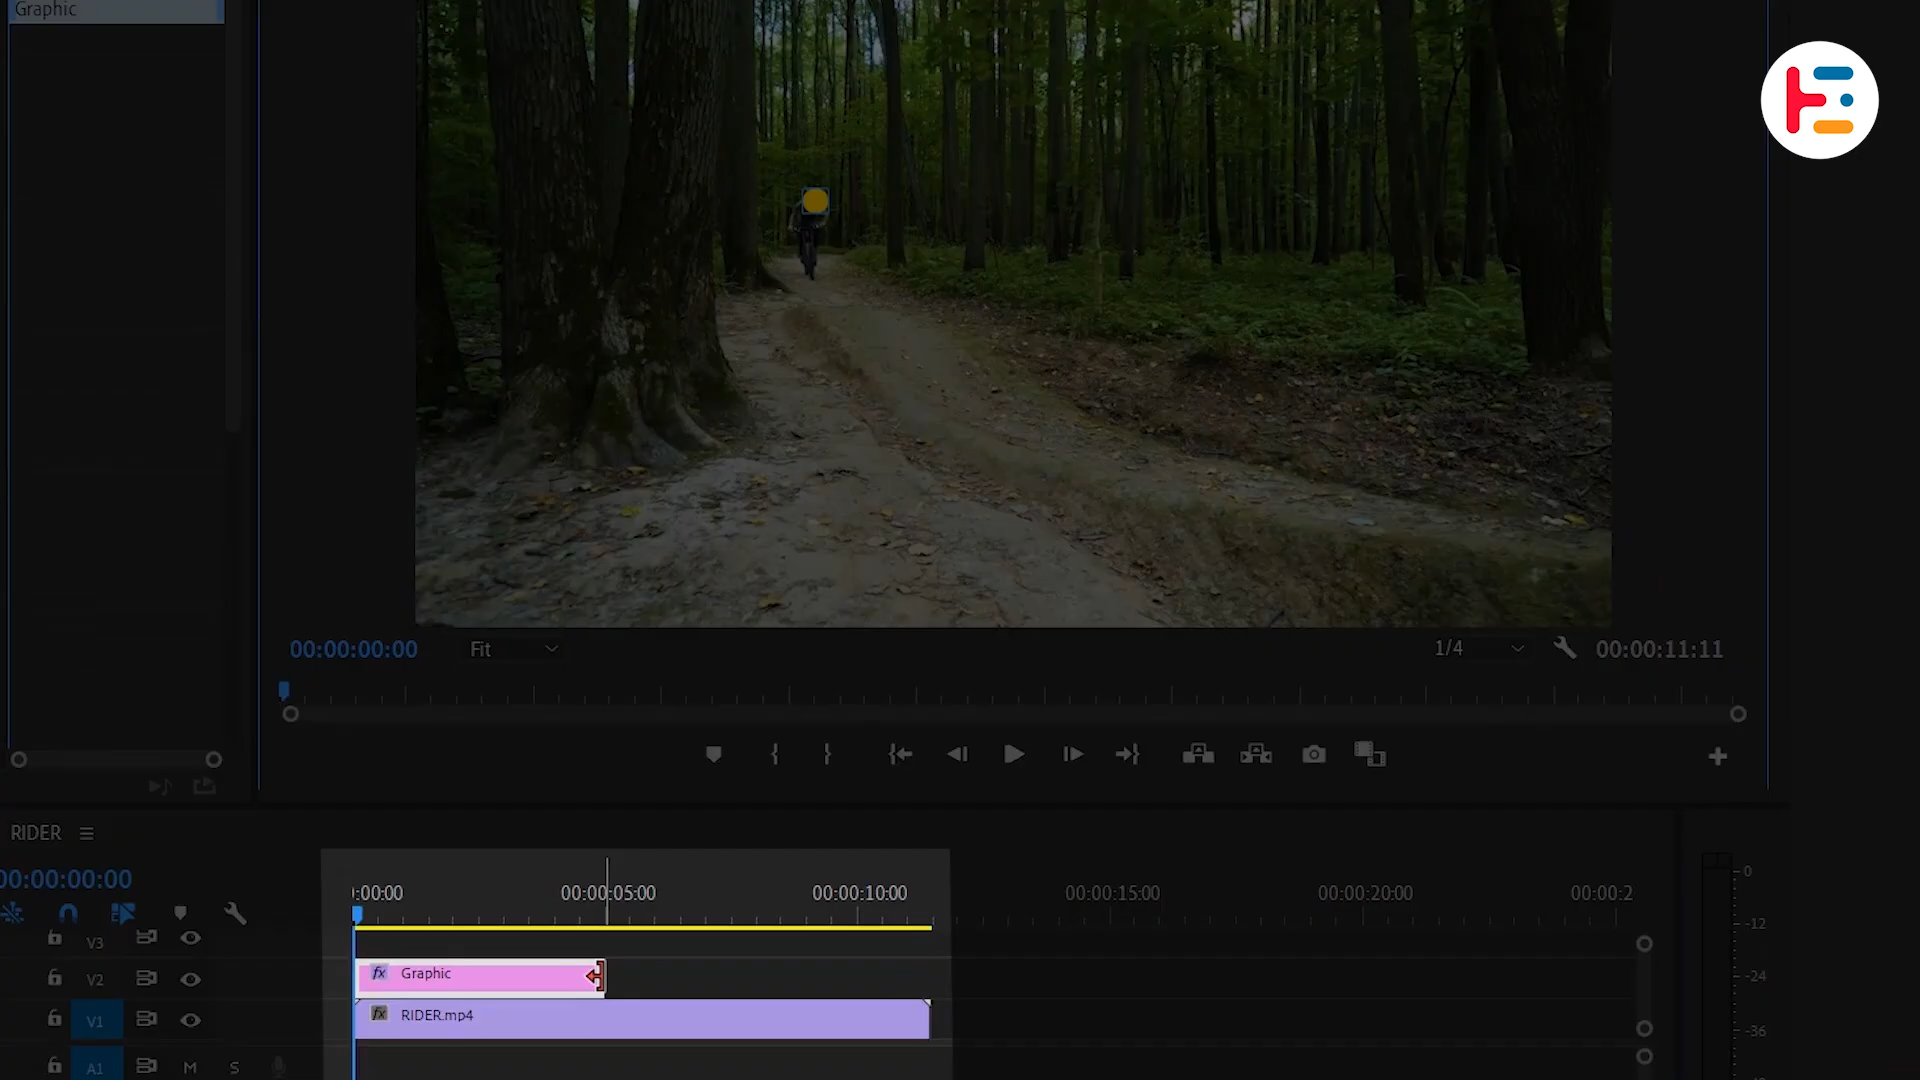 Graphic
00:00:00:00
Fit
1/4
00:00:11:11
RIDER
00:00:00:00
:00:00
00:00:05:00
00:00:10:00
00:00:15:00
00:00:20:00
00:00:2
V3
V2
fx Graphic
V1
fx RIDER.mp4
A1
M
S
0
-12
-24
-36